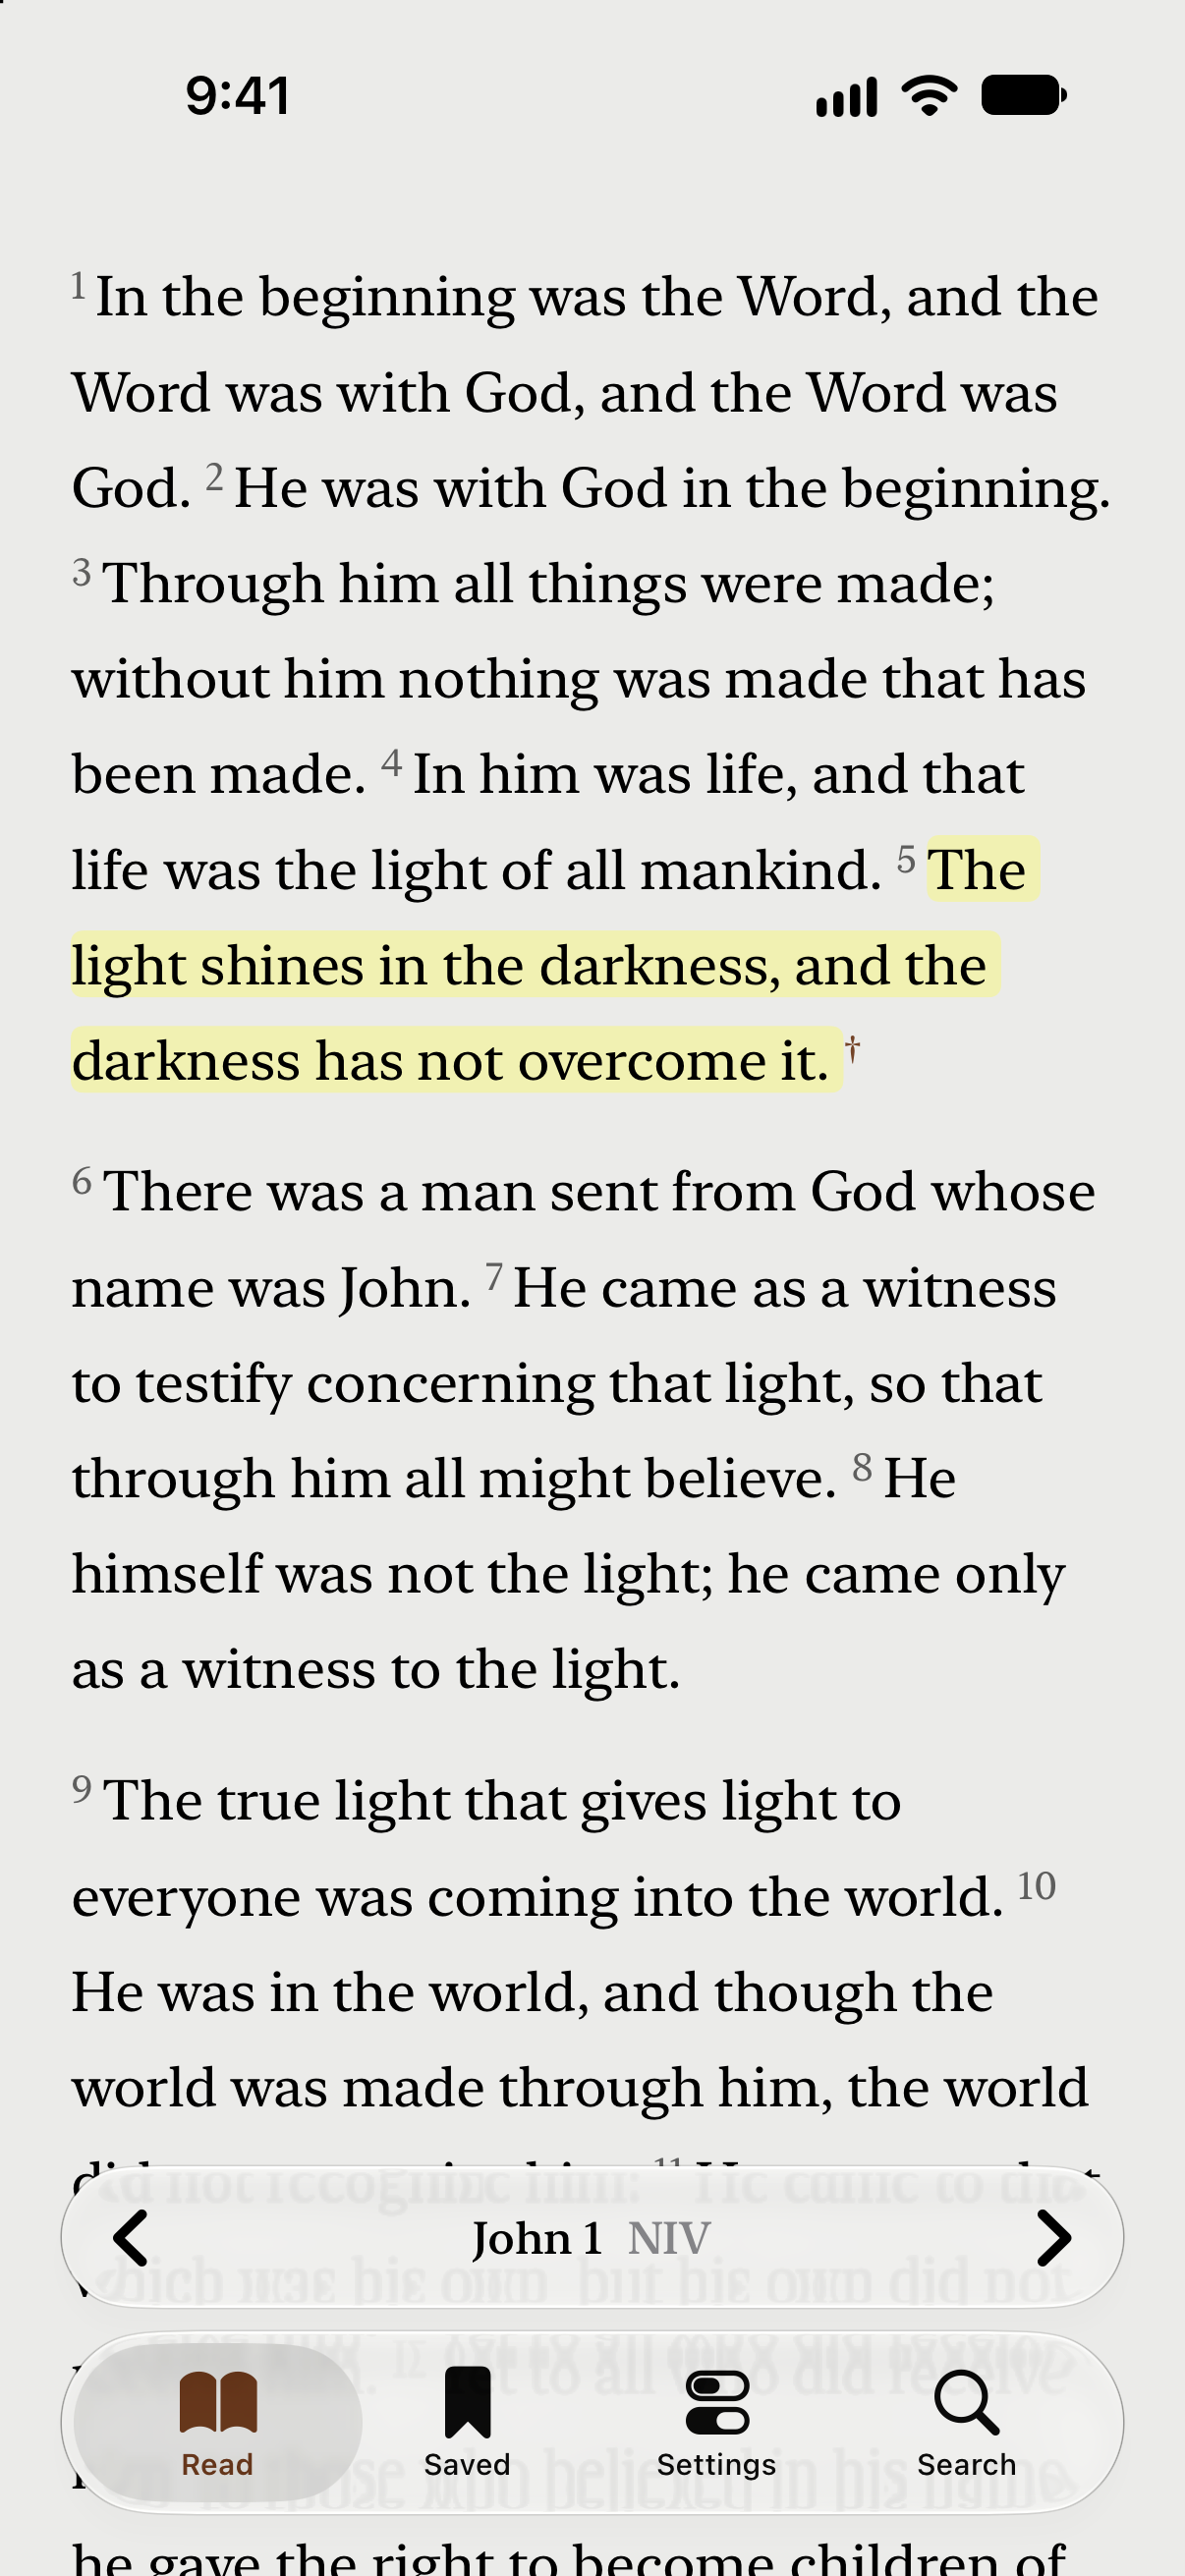 9:41
1 In the beginning was the Word, and the
Word was with God, and the Word was
God. 2 He was with God in the beginning.
3 Through him all things were made;
without him nothing was made that has
been made. 4 In him was life, and that
life was the light of all mankind. 5 The
light shines in the darkness, and the
darkness has not overcome it. †
6 There was a man sent from God whose
name was John. 7 He came as a witness
to testify concerning that light, so that
through him all might believe. 8 He
himself was not the light; he came only
as a witness to the light.
9 The true light that gives light to
everyone was coming into the world. 10
He was in the world, and though the
world was made through him, the world
John 1 NIV
Read Saved Settings Search
he gave the right to become children of